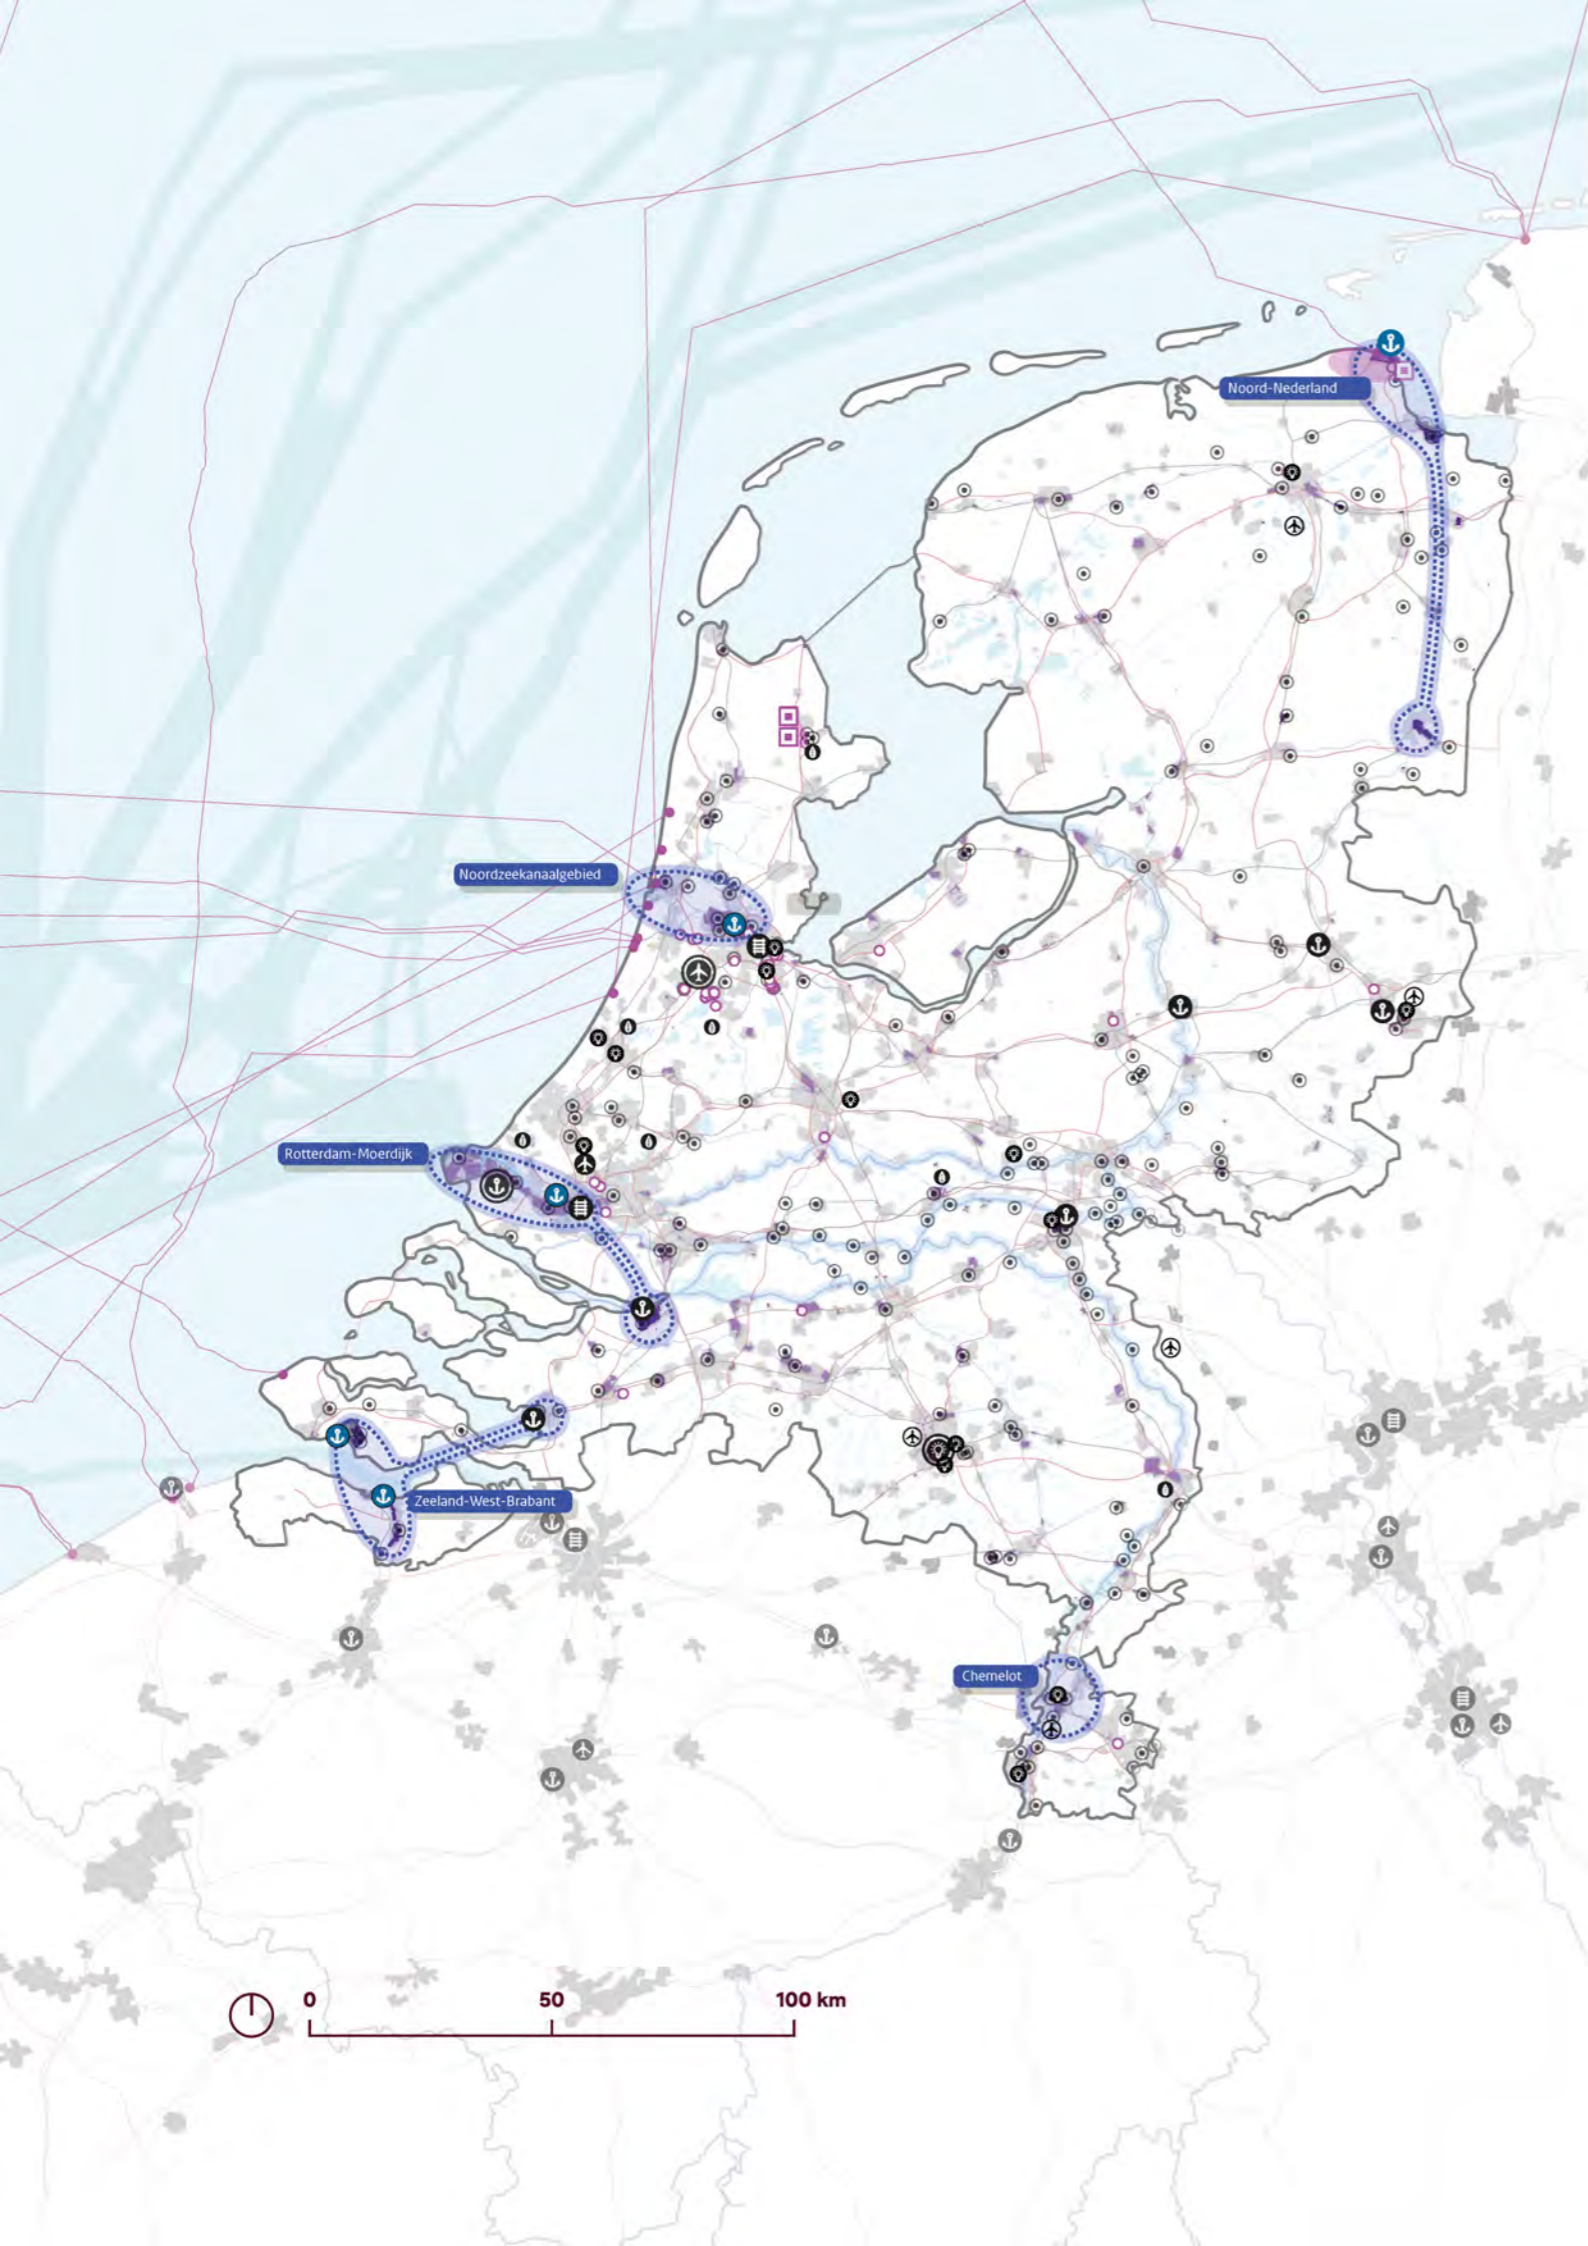 Noord-Nederland
Noordzeekanaalgebied
Rotterdam-Moerdijk
Zeeland-West-Brabant
Chemelot
0 50 100 km